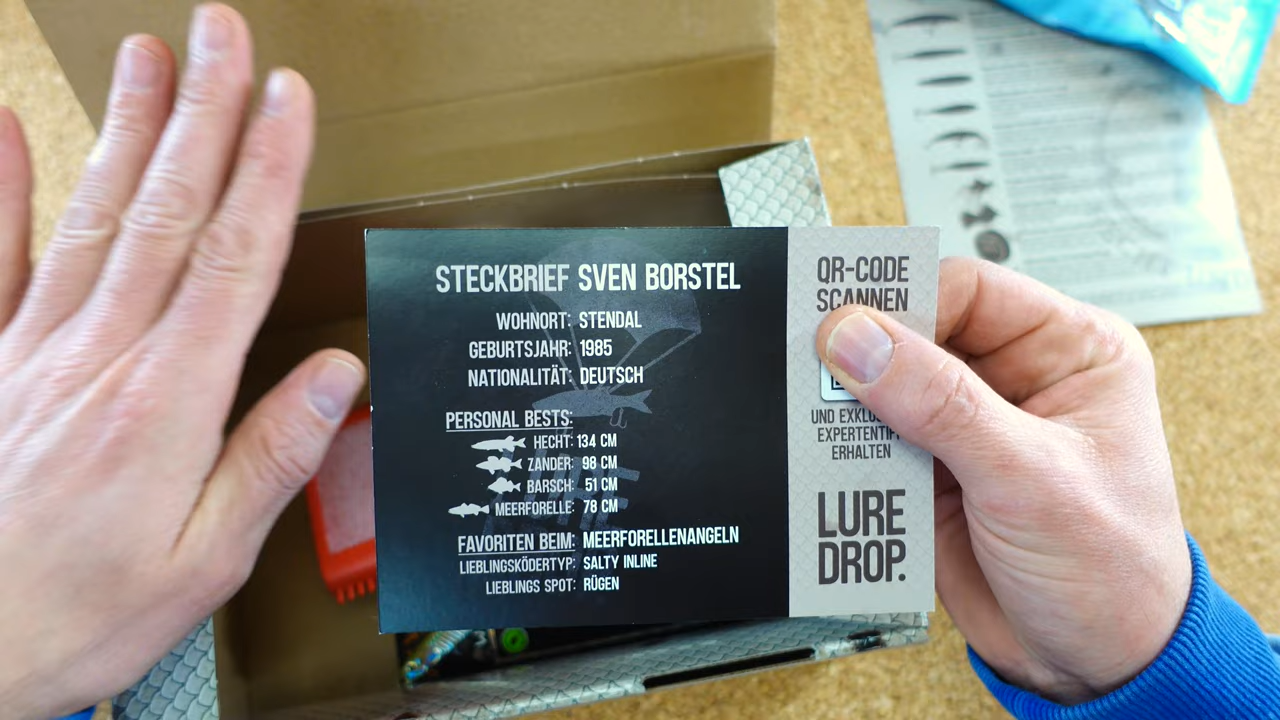 STECKBRIEF SVEN BORSTEL
WOHNORT: STENDAL
GEBURTSJAHR: 1985
NATIONALITÄT: DEUTSCH
PERSONAL BESTS:
HECHT: 134 CM
ZANDER: 98 CM
BARSCH: 51 CM
MEERFORELLE: 78 CM
FAVORITEN BEIM: MEERFORELLENANGELN
LIEBLINGSKÖDERTYP: SALTY INLINE
LIEBLINGS SPOT: RÜGEN
QR-CODE
SCANNEN
UND
ERHALTEN
LURE
DROP.